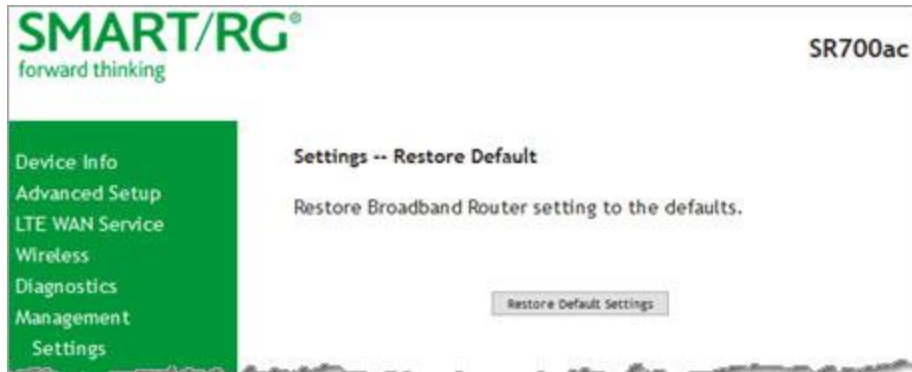 SMART/RG®
forward thinking
SR700ac
Device Info
Advanced Setup
LTE WAN Service
Wireless
Diagnostics
Management
Settings
Settings -- Restore Default
Restore Broadband Router setting to the defaults.
Restore Default Settings